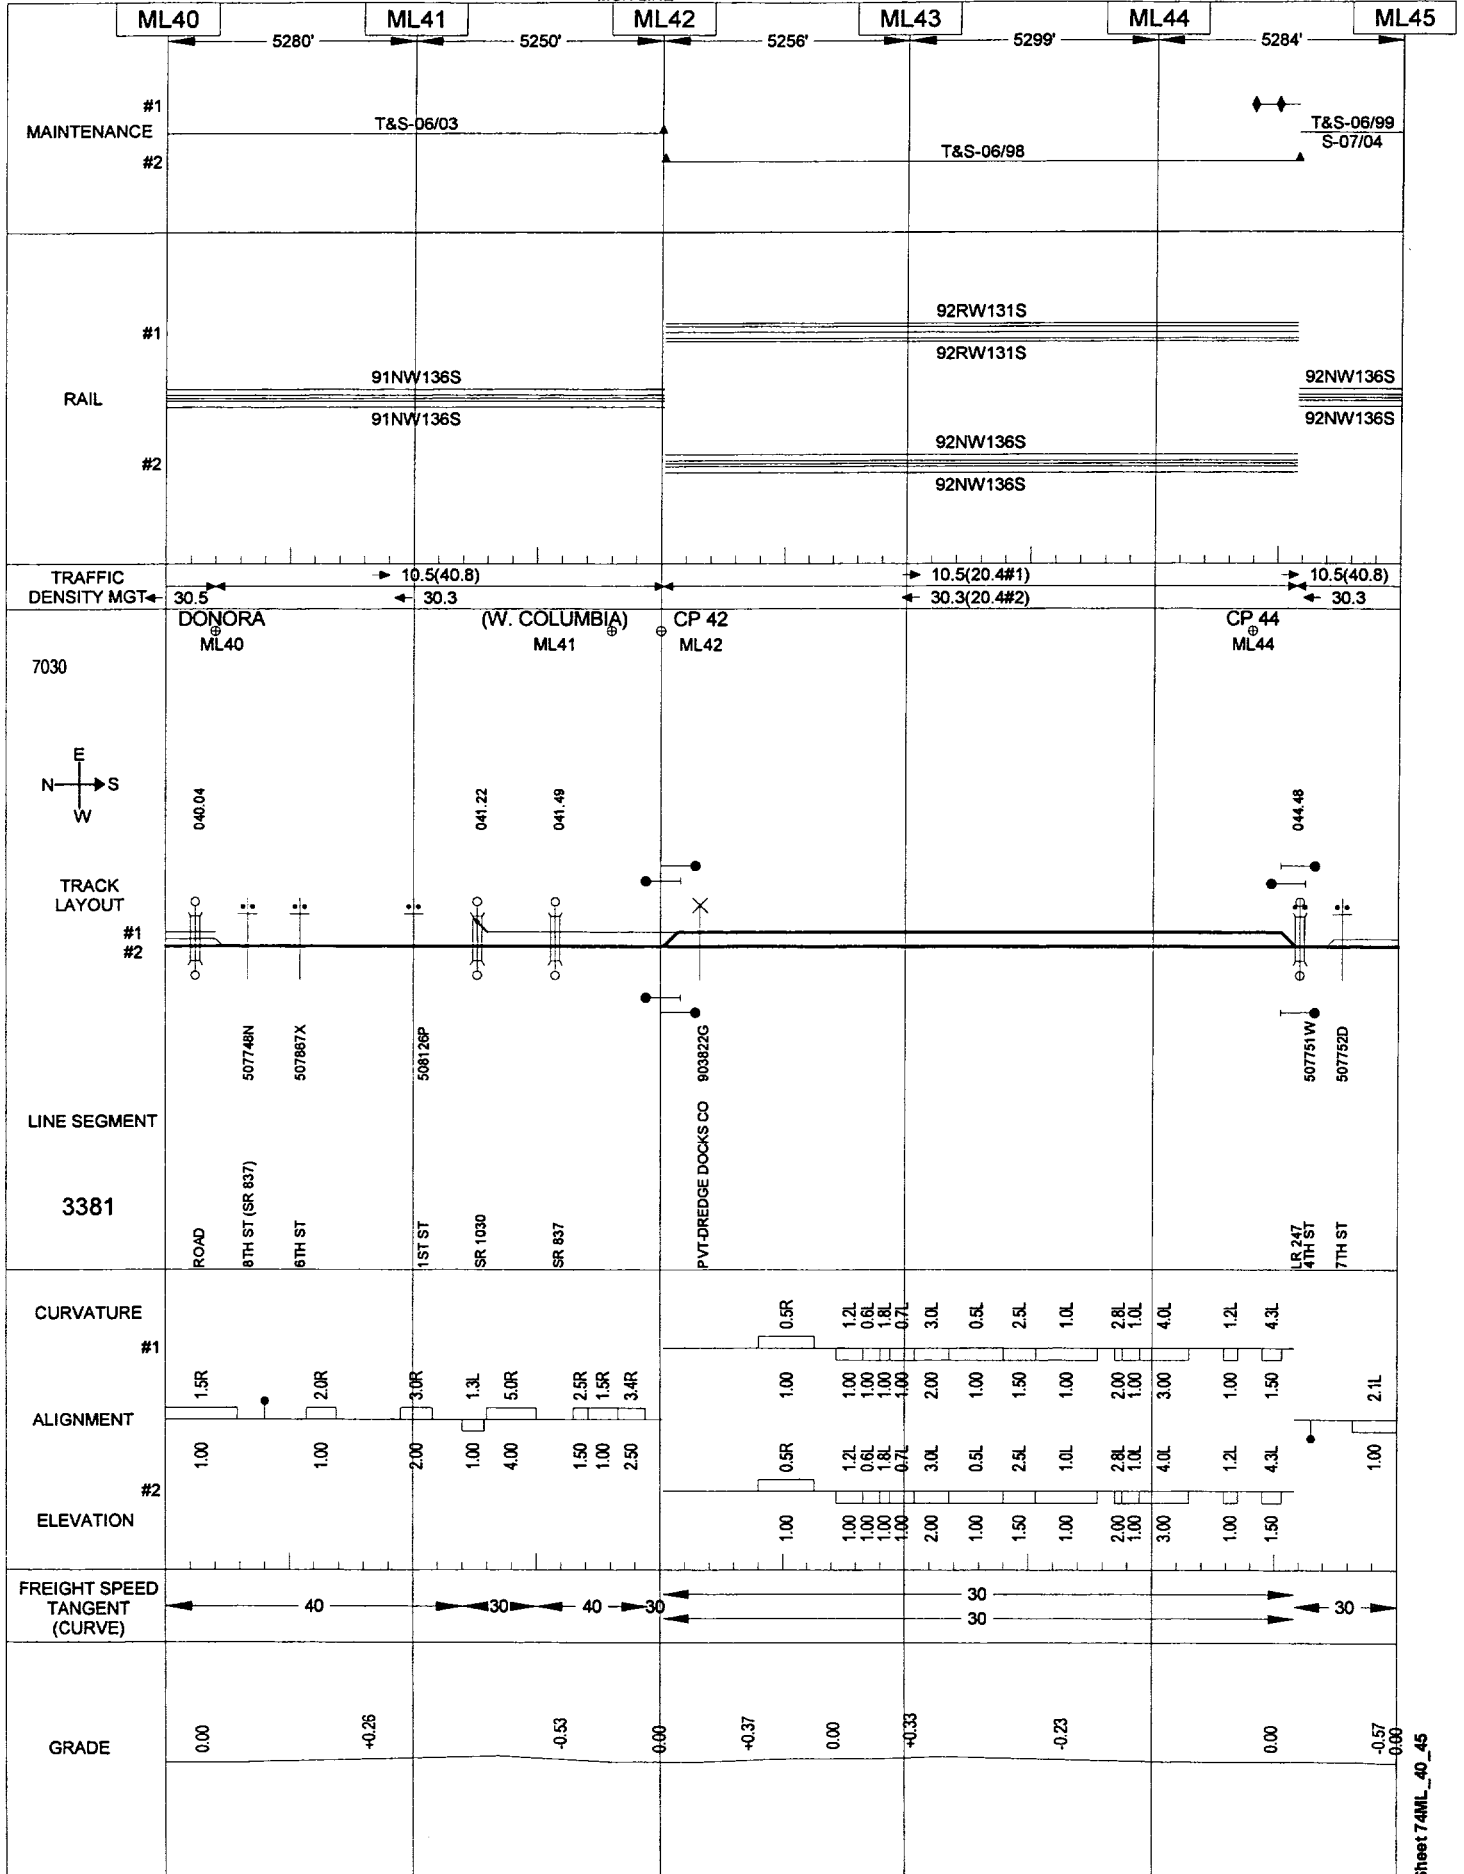 ML40 ML41 ML42 ML43 ML44 ML45
5280' 5250' 5256' 5299' 5284'
#1
MAINTENANCE
#2
T&S-06/03
T&S-06/98
T&S-06/99
S-07/04
92RW131S
#1
92RW131S
91NW136S 92NW136S
RAIL
91NW136S 92NW136S
92NW136S
#2
92NW136S
TRAFFIC 10.5(40.8) 10.5(20.4#1) 10.5(40.8)
DENSITY MGT 30.5 30.3 30.3(20.4#2) 30.3
DONORA (W. COLUMBIA) CP 42 CP 44
ML40 ML41 ML42 ML44
7030
E
N S
W
040.04 041.22 041.49 044.48
TRACK
LAYOUT
#1
#2
507748N 507867X 508126P 903822G 507751W 507752D
LINE SEGMENT
3381
ROAD
8TH ST (SR 837)
6TH ST
1ST ST
SR 1030
SR 837
PVT-DREDGE DOCKS CO
LR 247
4TH ST
7TH ST
CURVATURE
0.5R 1.2L 0.6L 1.8L 0.7L 3.0L 0.5L 2.5L 1.0L 2.8L 1.0L 4.0L 1.2L 4.3L
#1
1.00 1.00 1.00 1.00 1.00 2.00 1.00 1.50 1.00 2.00 1.00 3.00 1.00 1.50
1.5R 2.0R 3.0R 1.3L 5.0R 2.5R 1.5R 3.4R 2.1L
ALIGNMENT
1.00 1.00 2.00 1.00 4.00 1.50 1.00 2.50 1.00
0.5R 1.2L 0.6L 1.8L 0.7L 3.0L 0.5L 2.5L 1.0L 2.8L 1.0L 4.0L 1.2L 4.3L
#2
ELEVATION
1.00 1.00 1.00 1.00 1.00 2.00 1.00 1.50 1.00 2.00 1.00 3.00 1.00 1.50
FREIGHT SPEED
TANGENT
(CURVE)
40 30 40 30 30 30
30
GRADE
0.00 +0.26 -0.53 0.00 +0.37 0.00 +0.33 -0.23 0.00 -0.57 0.00
Sheet 74ML_40_45